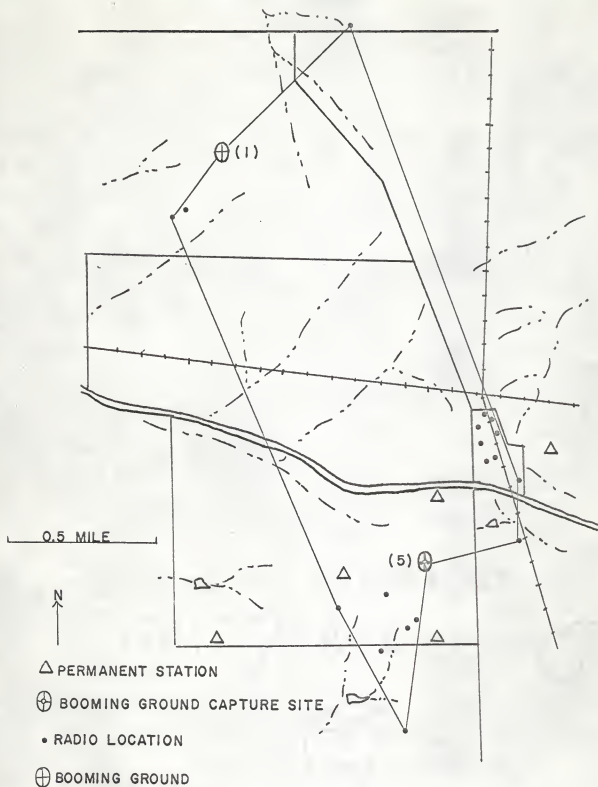 (1)
(5)
0.5 MILE
N
PERMANENT STATION
BOOMING GROUND CAPTURE SITE
RADIO LOCATION
BOOMING GROUND